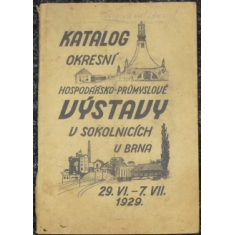 KATALOG
OKRESNÍ
HOSPODÁŘSKO-PRŮMYSLOVÉ
VÝSTAVY
V SOKOLNICÍCH
U BRNA
29. VI. – 7. VII.
1929.